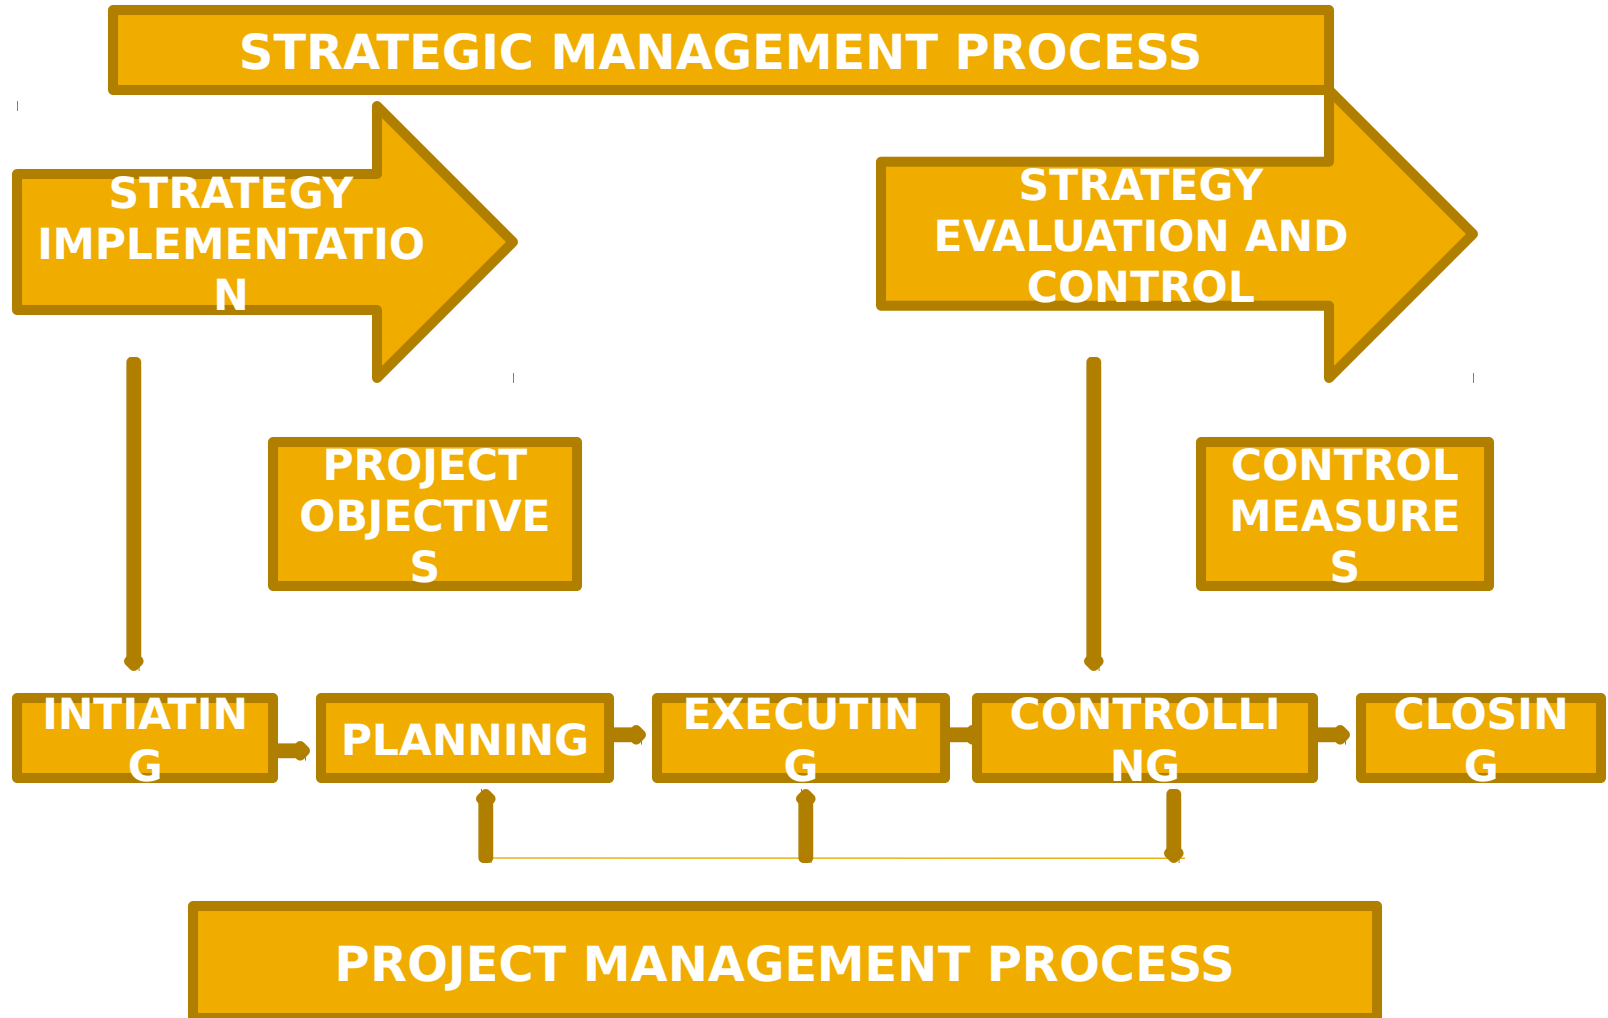 STRATEGIC MANAGEMENT PROCESS
STRATEGY
IMPLEMENTATIO
N
STRATEGY
EVALUATION AND
CONTROL
PROJECT
OBJECTIVE
S
CONTROL
MEASURE
S
INTIATIN
G
PLANNING
EXECUTIN
G
CONTROLLI
NG
CLOSIN
G
PROJECT MANAGEMENT PROCESS